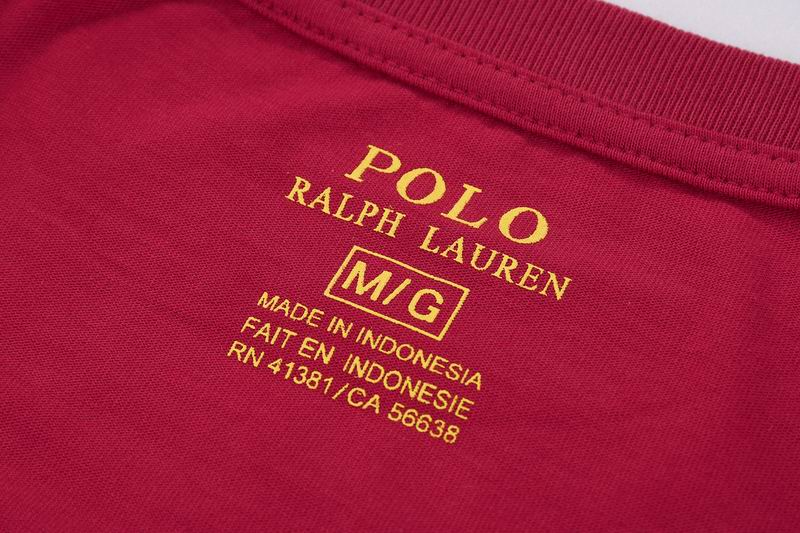 POLO
RALPH LAUREN
M/G
MADE IN INDONESIA
FAIT EN INDONESIE
RN 41381/CA 56638